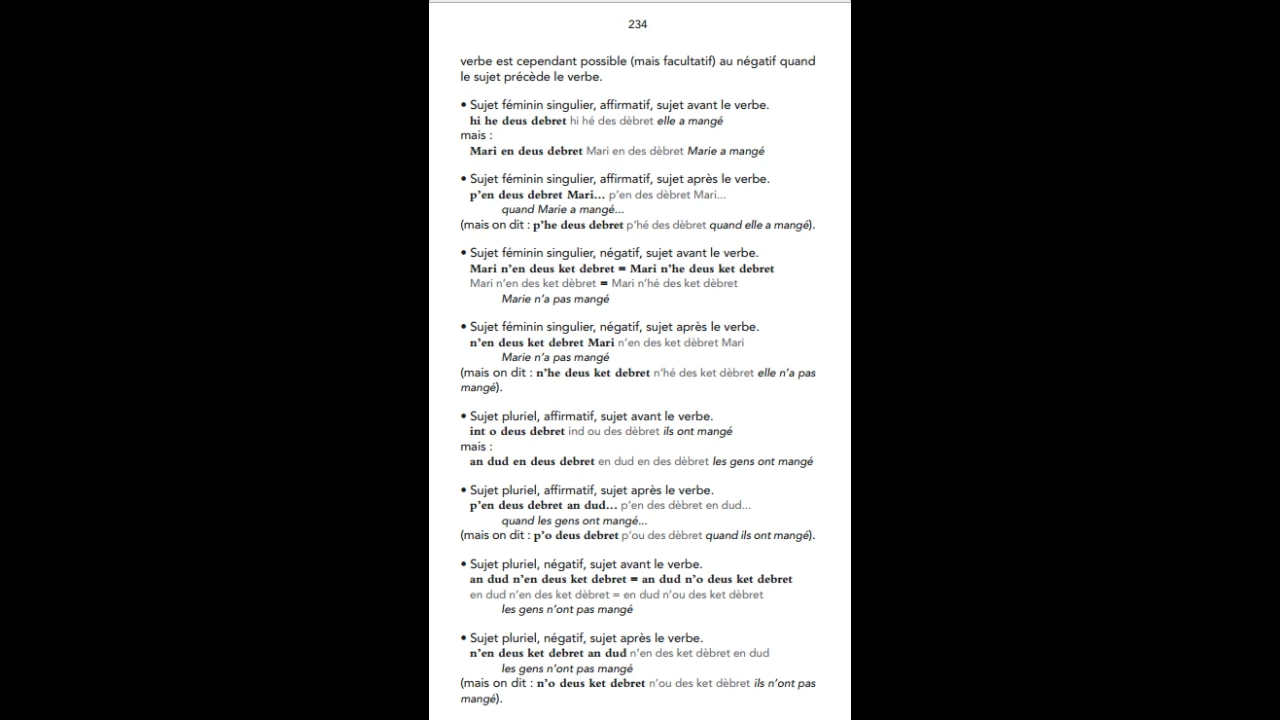 234
verbe est cependant possible (mais facultatif) au négatif quand
le sujet précède le verbe.
• Sujet féminin singulier, affirmatif, sujet avant le verbe.
hi he deus debret hi hé des dèbret elle a mangé
mais :
Mari en deus debret Mari en des dèbret Marie a mangé
• Sujet féminin singulier, affirmatif, sujet après le verbe.
p’en deus debret Mari... p’en des dèbret Mari...
quand Marie a mangé...
(mais on dit : p’he deus debret p’hé des dèbret quand elle a mangé).
• Sujet féminin singulier, négatif, sujet avant le verbe.
Mari n’en deus ket debret = Mari n’he deus ket debret
Mari n’en des ket dèbret = Mari n’hé des ket dèbret
Marie n’a pas mangé
• Sujet féminin singulier, négatif, sujet après le verbe.
n’en deus ket debret Mari n’en des ket dèbret Mari
Marie n’a pas mangé
(mais on dit : n’he deus ket debret n’hé des ket dèbret elle n’a pas
mangé).
• Sujet pluriel, affirmatif, sujet avant le verbe.
int o deus debret ind ou des dèbret ils ont mangé
mais :
an dud en deus debret en dud en des dèbret les gens ont mangé
• Sujet pluriel, affirmatif, sujet après le verbe.
p’en deus debret an dud... p’en des dèbret en dud...
quand les gens ont mangé...
(mais on dit : p’o deus debret p’ou des dèbret quand ils ont mangé).
• Sujet pluriel, négatif, sujet avant le verbe.
an dud n’en deus ket debret = an dud n’o deus ket debret
en dud n’en des ket dèbret = en dud n’ou des ket dèbret
les gens n’ont pas mangé
• Sujet pluriel, négatif, sujet après le verbe.
n’en deus ket debret an dud n’en des ket dèbret en dud
les gens n’ont pas mangé
(mais on dit : n’o deus ket debret n’ou des ket dèbret ils n’ont pas
mangé).